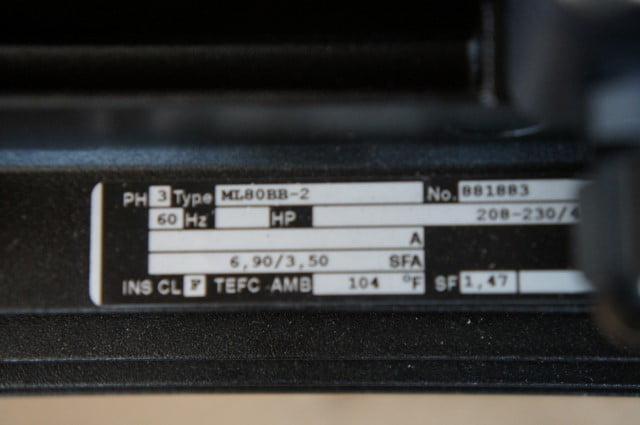 PH 3 Type ML80BB-2 No. 881883
60 Hz HP 208-230/4
A
6,90/3,50 SFA
INS CL F TEFC AMB 104 °F SF 1,47